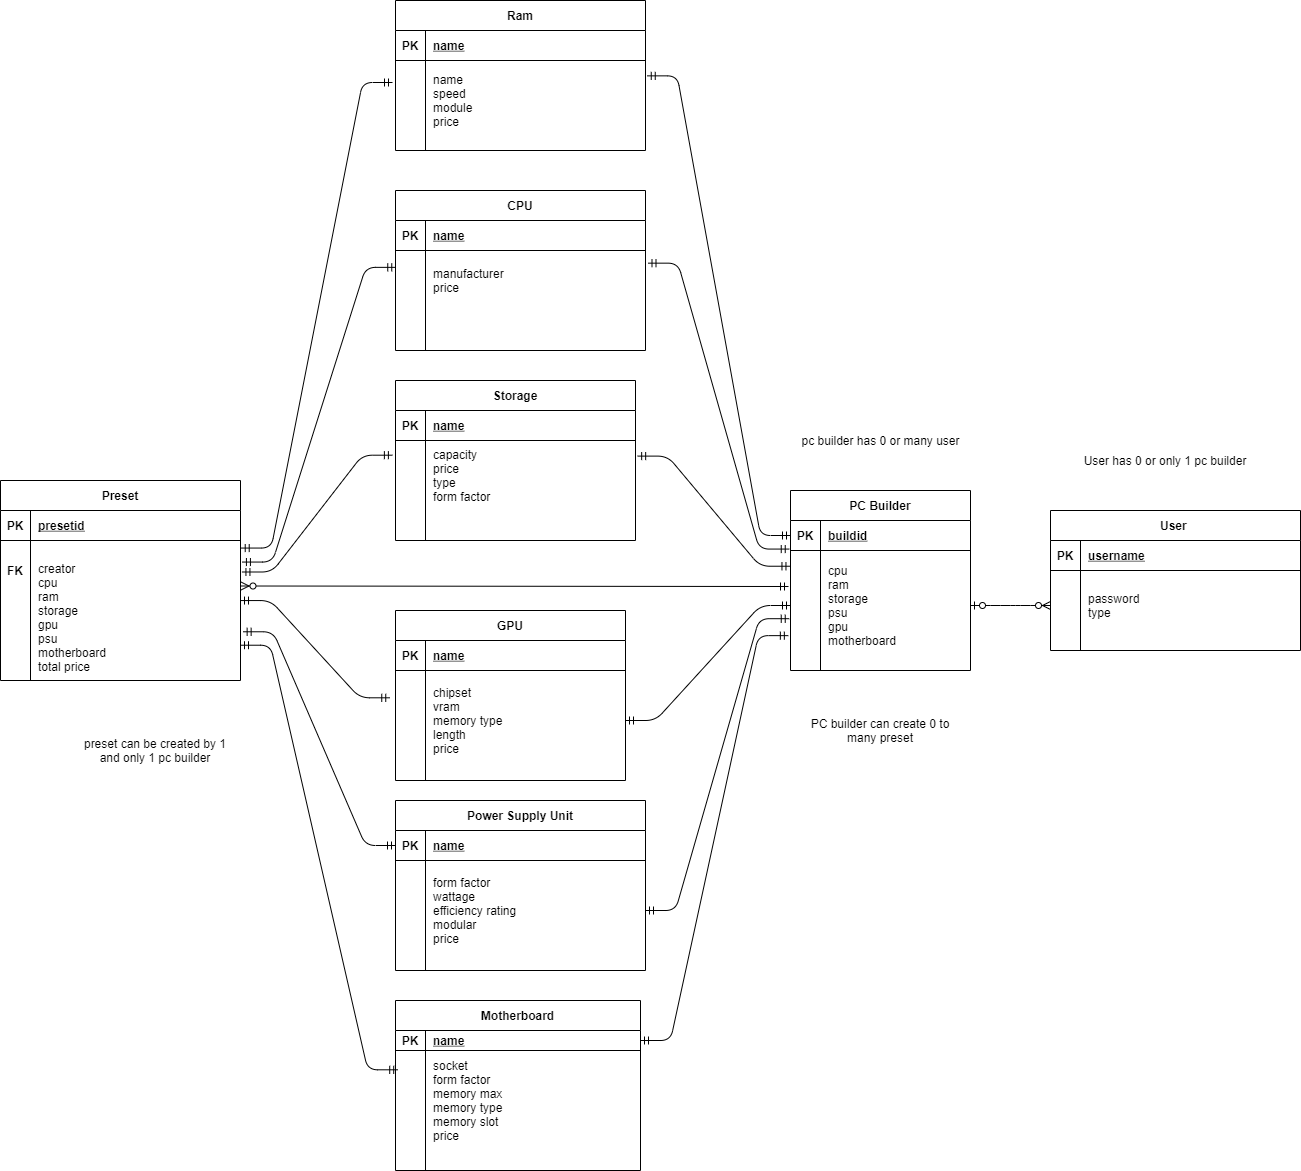 Ram
PK name
name
speed
module
price
CPU
PK name
manufacturer
price
Storage
PK name
capacity
price
type
form factor
Preset
PK presetid
FK creator
cpu
ram
storage
gpu
psu
motherboard
total price
preset can be created by 1
and only 1 pc builder
GPU
PK name
chipset
vram
memory type
length
price
Power Supply Unit
PK name
form factor
wattage
efficiency rating
modular
price
Motherboard
PK name
socket
form factor
memory max
memory type
memory slot
price
pc builder has 0 or many user
PC Builder
PK buildid
cpu
ram
storage
psu
gpu
motherboard
PC builder can create 0 to
many preset
User has 0 or only 1 pc builder
User
PK username
password
type